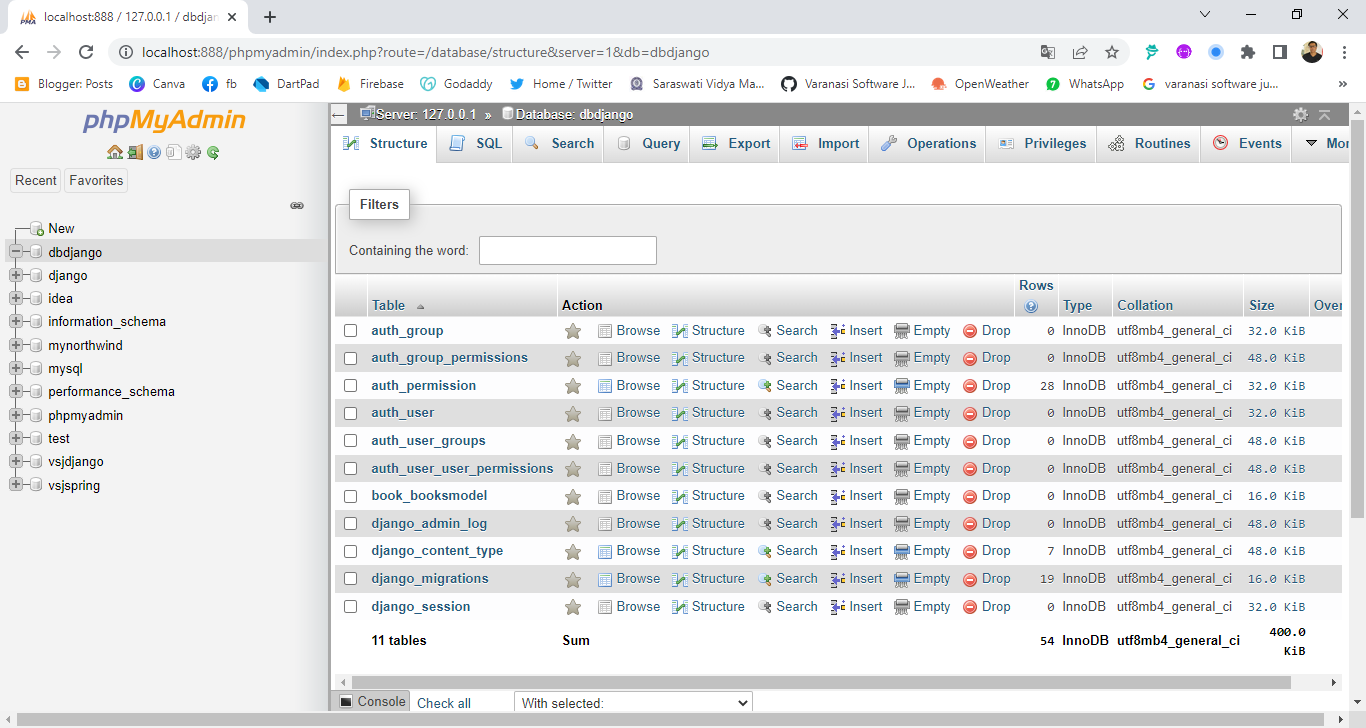 localhost:888 / 127.0.0.1 / dbdjan
localhost:888/phpmyadmin/index.php?route=/database/structure&server=1&db=dbdjango
Blogger: Posts Canva fb DartPad Firebase Godaddy Home / Twitter Saraswati Vidya Ma... Varanasi Software J... OpenWeather WhatsApp varanasi software ju... »
phpMyAdmin
Recent Favorites
New
dbdjango
django
idea
information_schema
mynorthwind
mysql
performance_schema
phpmyadmin
test
vsjdjango
vsjspring
Server: 127.0.0.1 » Database: dbdjango
Structure SQL Search Query Export Import Operations Privileges Routines Events Mor
Filters
Containing the word:
Table Action Rows Type Collation Size Over
auth_group Browse Structure Search Insert Empty Drop 0 InnoDB utf8mb4_general_ci 32.0 KiB
auth_group_permissions Browse Structure Search Insert Empty Drop 0 InnoDB utf8mb4_general_ci 48.0 KiB
auth_permission Browse Structure Search Insert Empty Drop 28 InnoDB utf8mb4_general_ci 32.0 KiB
auth_user Browse Structure Search Insert Empty Drop 0 InnoDB utf8mb4_general_ci 32.0 KiB
auth_user_groups Browse Structure Search Insert Empty Drop 0 InnoDB utf8mb4_general_ci 48.0 KiB
auth_user_user_permissions Browse Structure Search Insert Empty Drop 0 InnoDB utf8mb4_general_ci 48.0 KiB
book_booksmodel Browse Structure Search Insert Empty Drop 0 InnoDB utf8mb4_general_ci 16.0 KiB
django_admin_log Browse Structure Search Insert Empty Drop 0 InnoDB utf8mb4_general_ci 48.0 KiB
django_content_type Browse Structure Search Insert Empty Drop 7 InnoDB utf8mb4_general_ci 48.0 KiB
django_migrations Browse Structure Search Insert Empty Drop 19 InnoDB utf8mb4_general_ci 16.0 KiB
django_session Browse Structure Search Insert Empty Drop 0 InnoDB utf8mb4_general_ci 32.0 KiB
11 tables Sum 54 InnoDB utf8mb4_general_ci 400.0 KiB
Console Check all With selected: